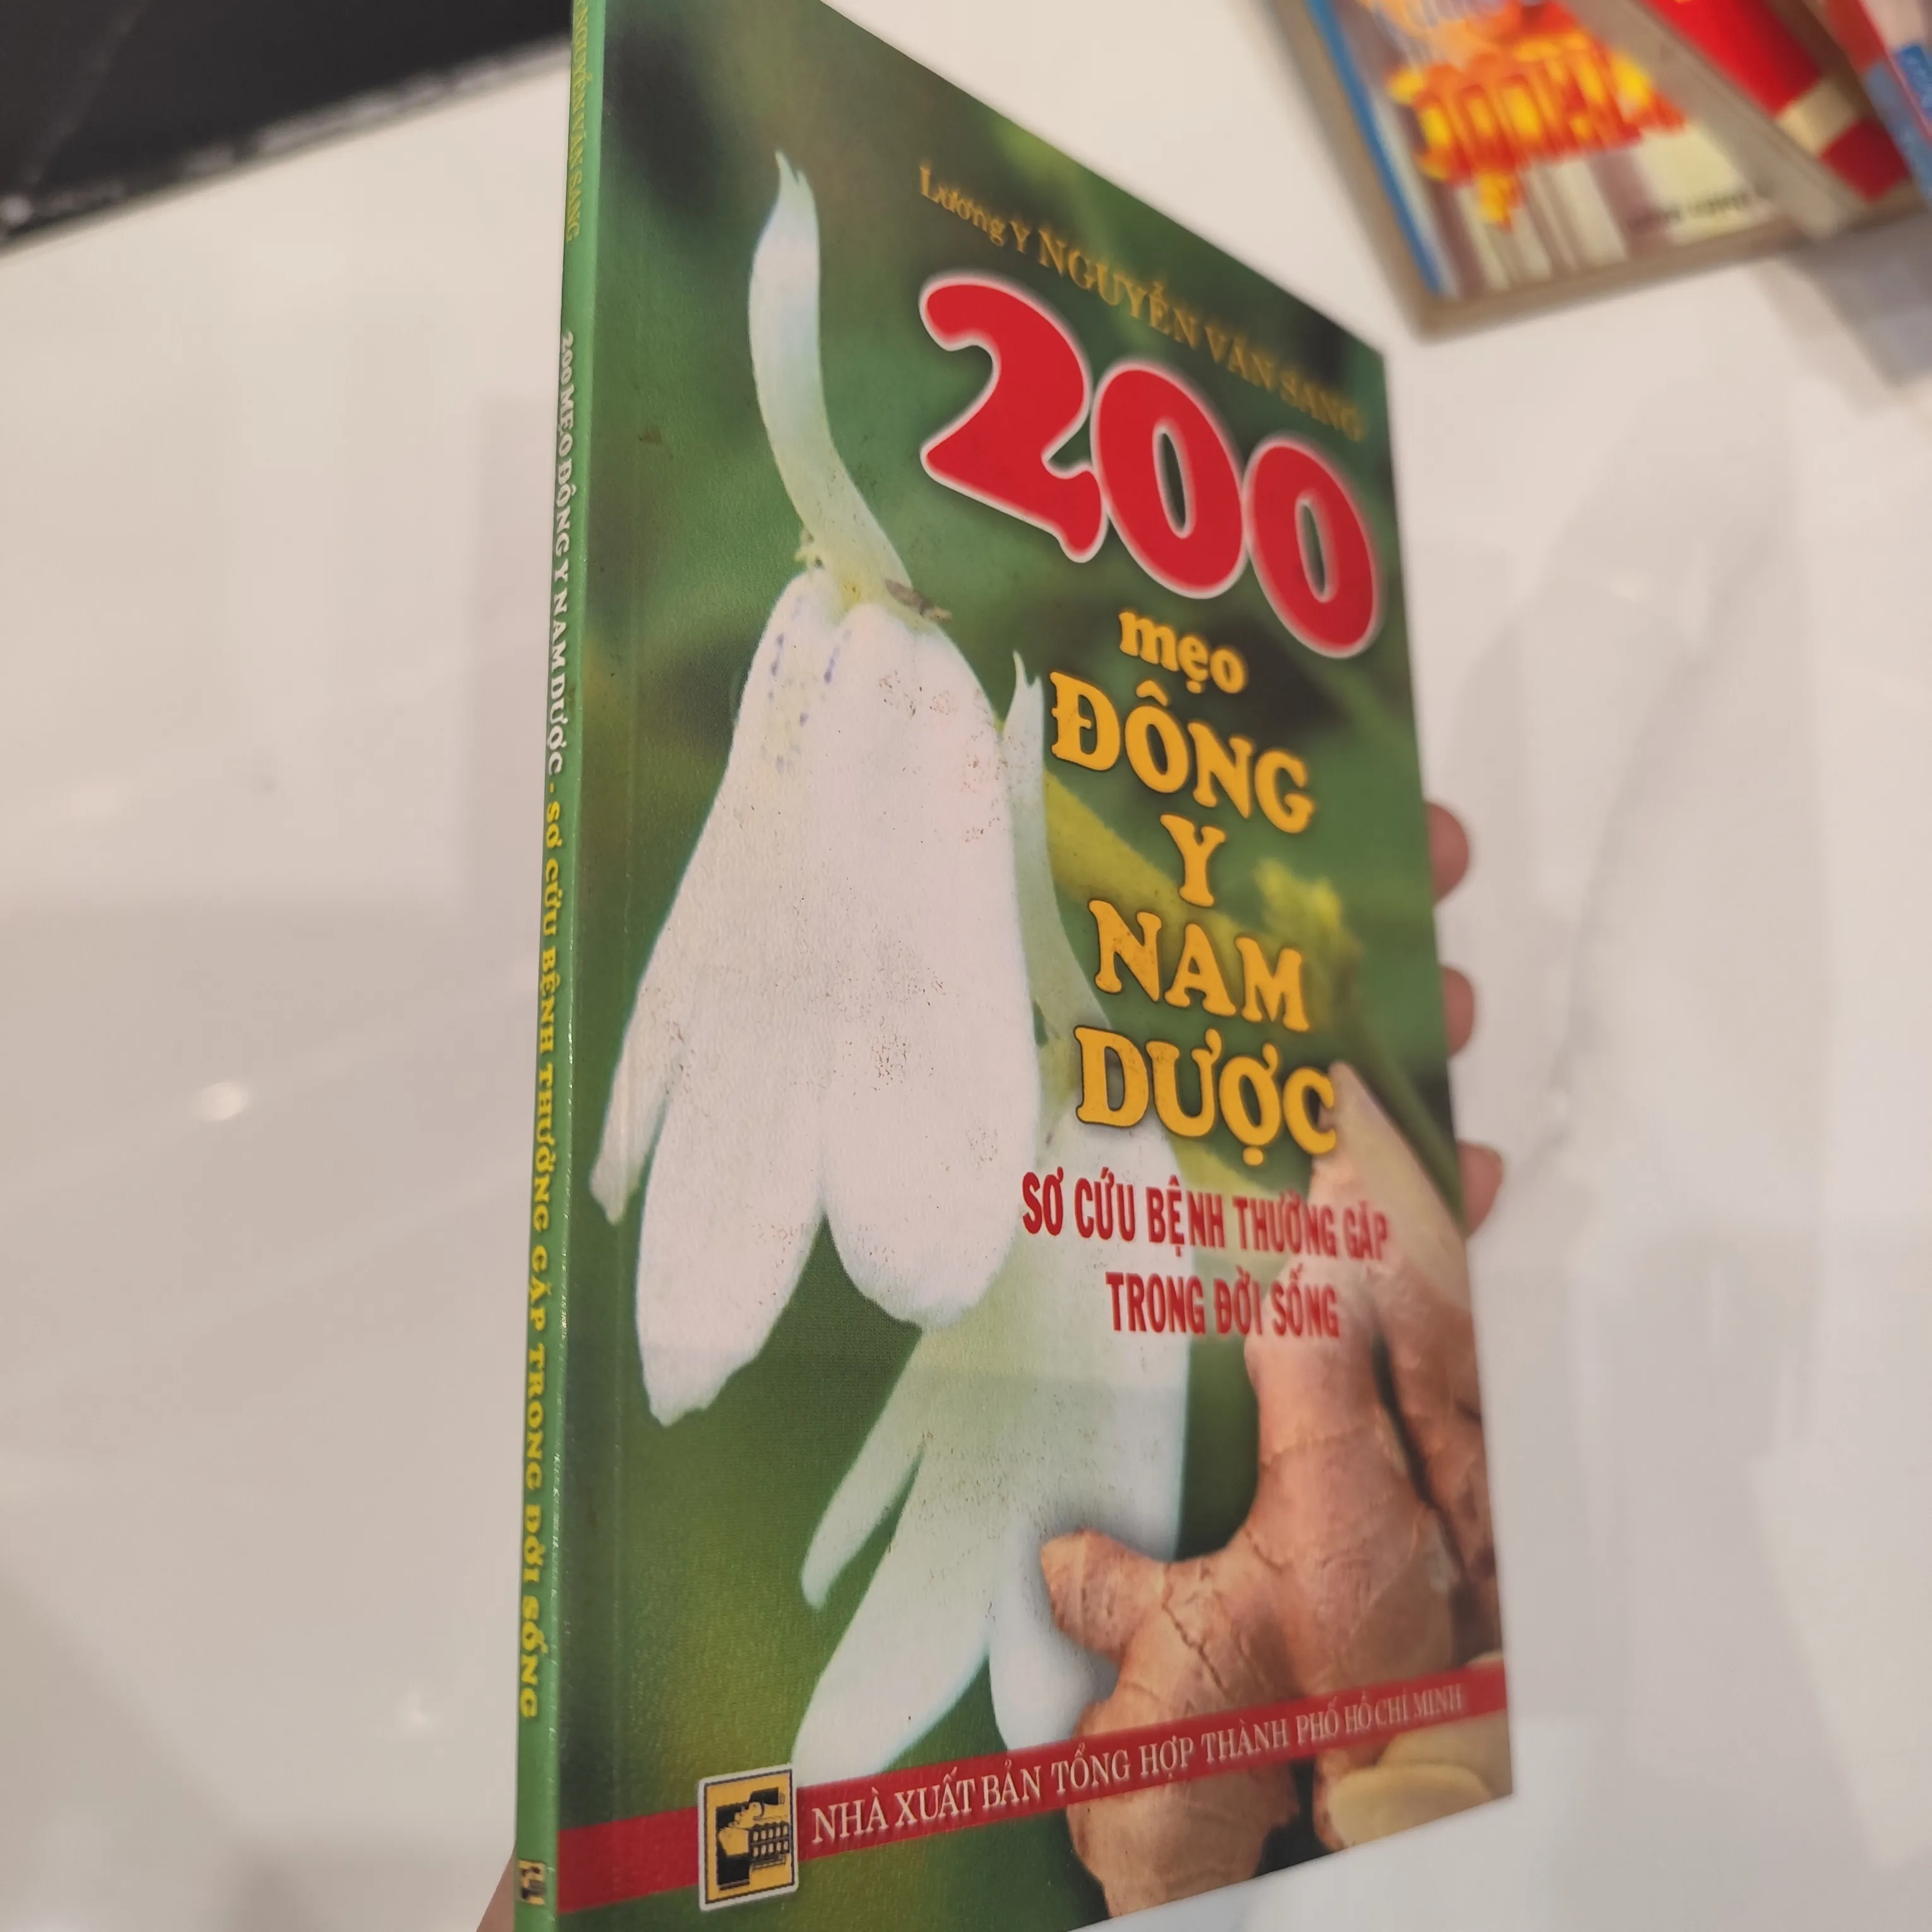 Lương Y NGUYỄN VĂN SANG
200
mẹo
ĐÔNG
Y
NAM
DƯỢC
SƠ CỨU BỆNH THƯỜNG GẶP
TRONG ĐỜI SỐNG
NHÀ XUẤT BẢN TỔNG HỢP THÀNH PHỐ HỒ CHÍ MINH
NGUYỄN VĂN SANG
200 MẸO ĐÔNG Y NAM DƯỢC - SƠ CỨU BỆNH THƯỜNG GẶP TRONG ĐỜI SỐNG